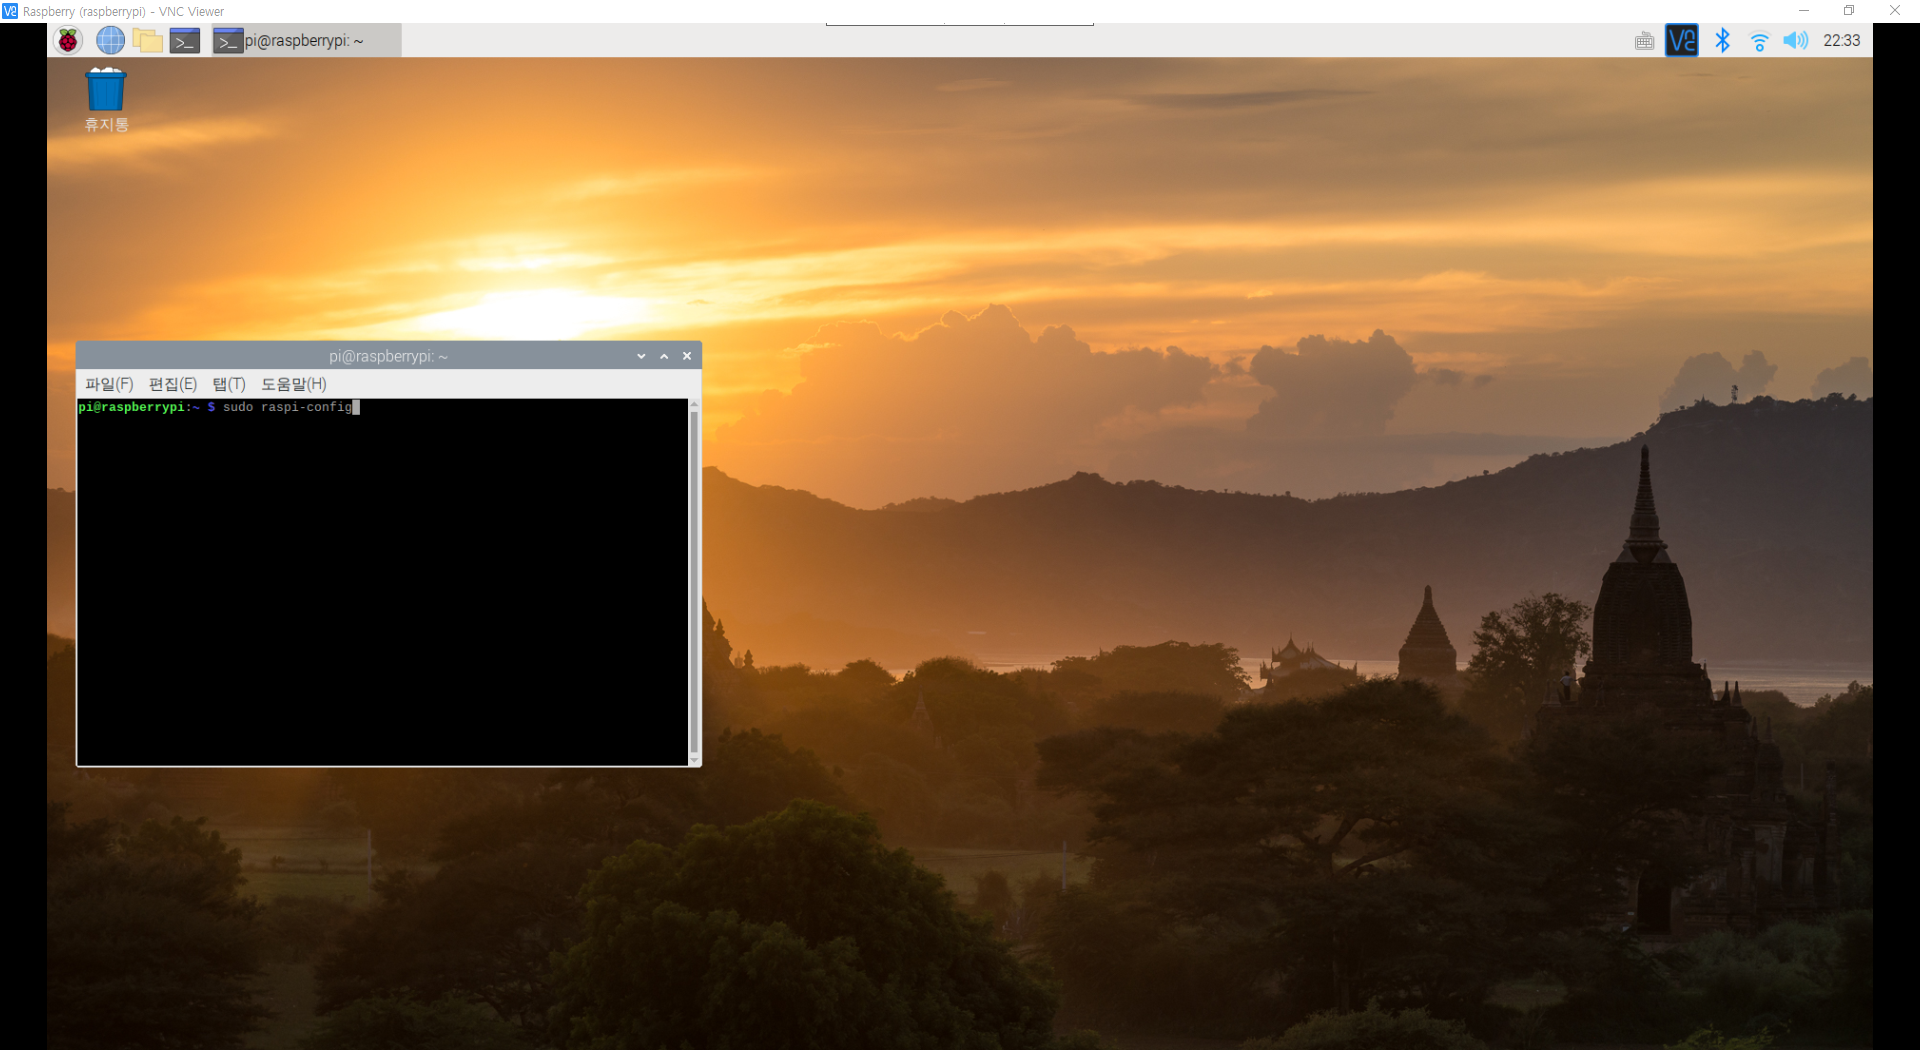 Raspberry (raspberrypi) - VNC Viewer
pi@raspberrypi: ~
22:33
휴지통
pi@raspberrypi: ~
파일(F) 편집(E) 탭(T) 도움말(H)
pi@raspberrypi:~ $ sudo raspi-config